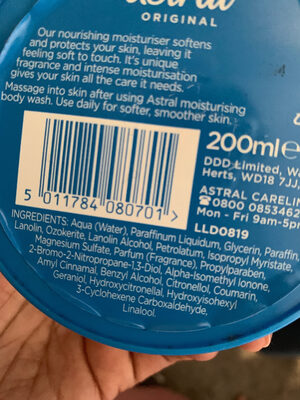 Astral
ORIGINAL
Our nourishing moisturiser softens
and protects your skin, leaving it
feeling soft to touch. It's unique
fragrance and intense moisturisation
gives your skin all the care it needs.
Massage into skin after using Astral moisturising
body wash. Use daily for softer, smoother skin.
200ml e
DDD Limited, Wa
Herts, WD18 7JJ
ASTRAL CARELIN
☎ 0800 0853462
Mon - Fri 9am-5p
LLD0819
5 011784 080701 >
INGREDIENTS: Aqua (Water), Paraffinum Liquidum, Glycerin, Paraffin,
Lanolin, Ozokerite, Lanolin Alcohol, Petrolatum, Isopropyl Myristate,
Magnesium Sulfate, Parfum (Fragrance), Propylparaben,
2-Bromo-2-Nitropropane-1,3-Diol, Alpha-Isomethyl Ionone,
Amyl Cinnamal, Benzyl Alcohol, Citronellol, Coumarin,
Geraniol, Hydroxycitronellal, Hydroxyisohexyl
3-Cyclohexene Carboxaldehyde,
Linalool.